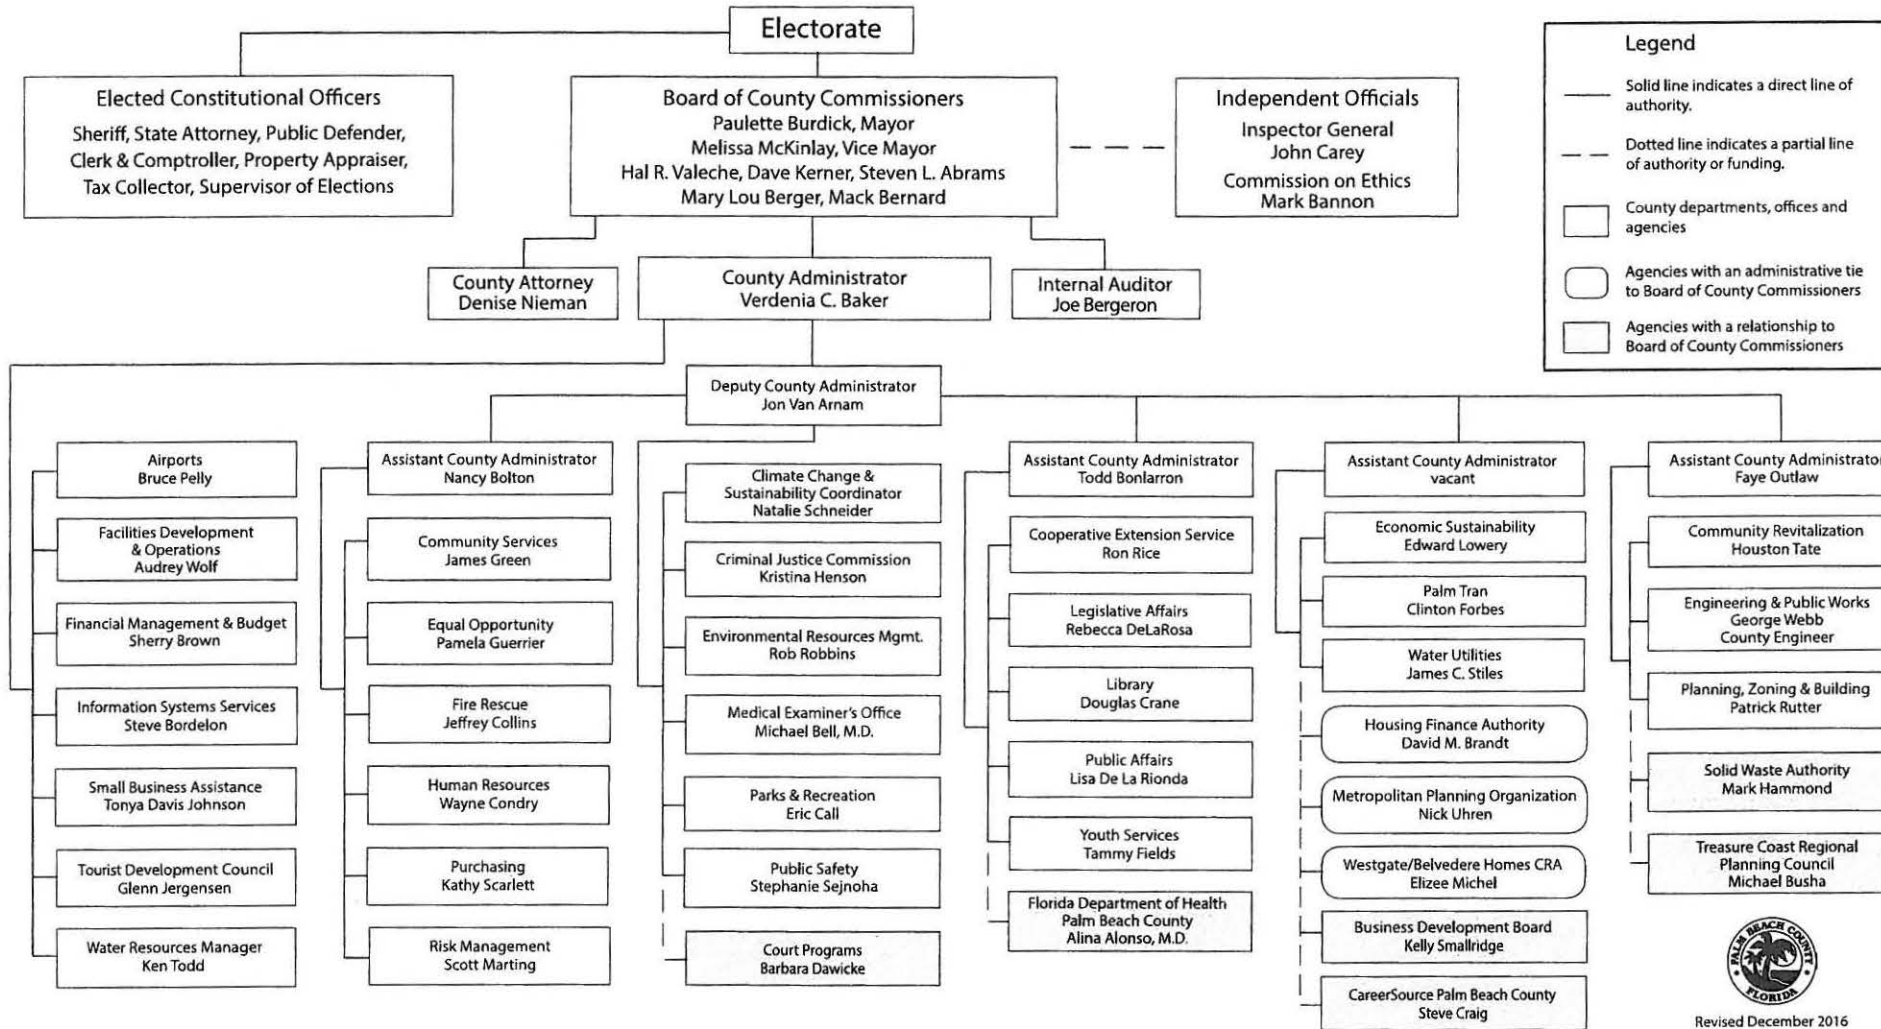 Electorate
Elected Constitutional Officers
Sheriff, State Attorney, Public Defender,
Clerk & Comptroller, Property Appraiser,
Tax Collector, Supervisor of Elections
Board of County Commissioners
Paulette Burdick, Mayor
Melissa McKinlay, Vice Mayor
Hal R. Valeche, Dave Kerner, Steven L. Abrams
Mary Lou Berger, Mack Bernard
Independent Officials
Inspector General
John Carey
Commission on Ethics
Mark Bannon
Legend
Solid line indicates a direct line of
authority.
Dotted line indicates a partial line
of authority or funding.
County departments, offices and
agencies
Agencies with an administrative tie
to Board of County Commissioners
Agencies with a relationship to
Board of County Commissioners
County Attorney
Denise Nieman
County Administrator
Verdenia C. Baker
Internal Auditor
Joe Bergeron
Deputy County Administrator
Jon Van Arnam
Airports
Bruce Pelly
Facilities Development
& Operations
Audrey Wolf
Financial Management & Budget
Sherry Brown
Information Systems Services
Steve Bordelon
Small Business Assistance
Tonya Davis Johnson
Tourist Development Council
Glenn Jergensen
Water Resources Manager
Ken Todd
Assistant County Administrator
Nancy Bolton
Community Services
James Green
Equal Opportunity
Pamela Guerrier
Fire Rescue
Jeffrey Collins
Human Resources
Wayne Condry
Purchasing
Kathy Scarlett
Risk Management
Scott Marting
Climate Change &
Sustainability Coordinator
Natalie Schneider
Criminal Justice Commission
Kristina Henson
Environmental Resources Mgmt.
Rob Robbins
Medical Examiner's Office
Michael Bell, M.D.
Parks & Recreation
Eric Call
Public Safety
Stephanie Sejnoha
Court Programs
Barbara Dawicke
Assistant County Administrator
Todd Bonlarron
Cooperative Extension Service
Ron Rice
Legislative Affairs
Rebecca DeLaRosa
Library
Douglas Crane
Public Affairs
Lisa De La Rionda
Youth Services
Tammy Fields
Florida Department of Health
Palm Beach County
Alina Alonso, M.D.
Assistant County Administrator
vacant
Economic Sustainability
Edward Lowery
Palm Tran
Clinton Forbes
Water Utilities
James C. Stiles
Housing Finance Authority
David M. Brandt
Metropolitan Planning Organization
Nick Uhren
Westgate/Belvedere Homes CRA
Elizee Michel
Business Development Board
Kelly Smallridge
CareerSource Palm Beach County
Steve Craig
Assistant County Administrator
Faye Outlaw
Community Revitalization
Houston Tate
Engineering & Public Works
George Webb
County Engineer
Planning, Zoning & Building
Patrick Rutter
Solid Waste Authority
Mark Hammond
Treasure Coast Regional
Planning Council
Michael Busha
PALM BEACH COUNTY
FLORIDA
Revised December 2016